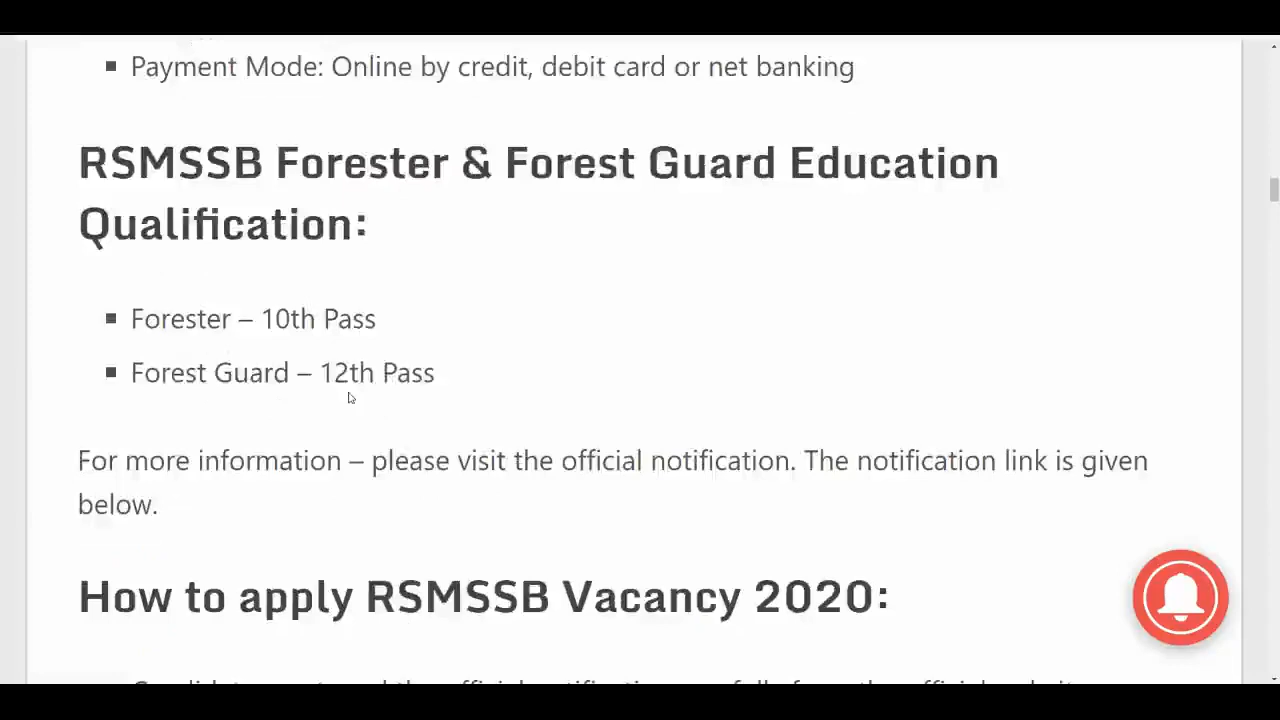 Payment Mode: Online by credit, debit card or net banking
RSMSSB Forester & Forest Guard Education
Qualification:
Forester – 10th Pass
Forest Guard – 12th Pass
For more information – please visit the official notification. The notification link is given
below.
How to apply RSMSSB Vacancy 2020: